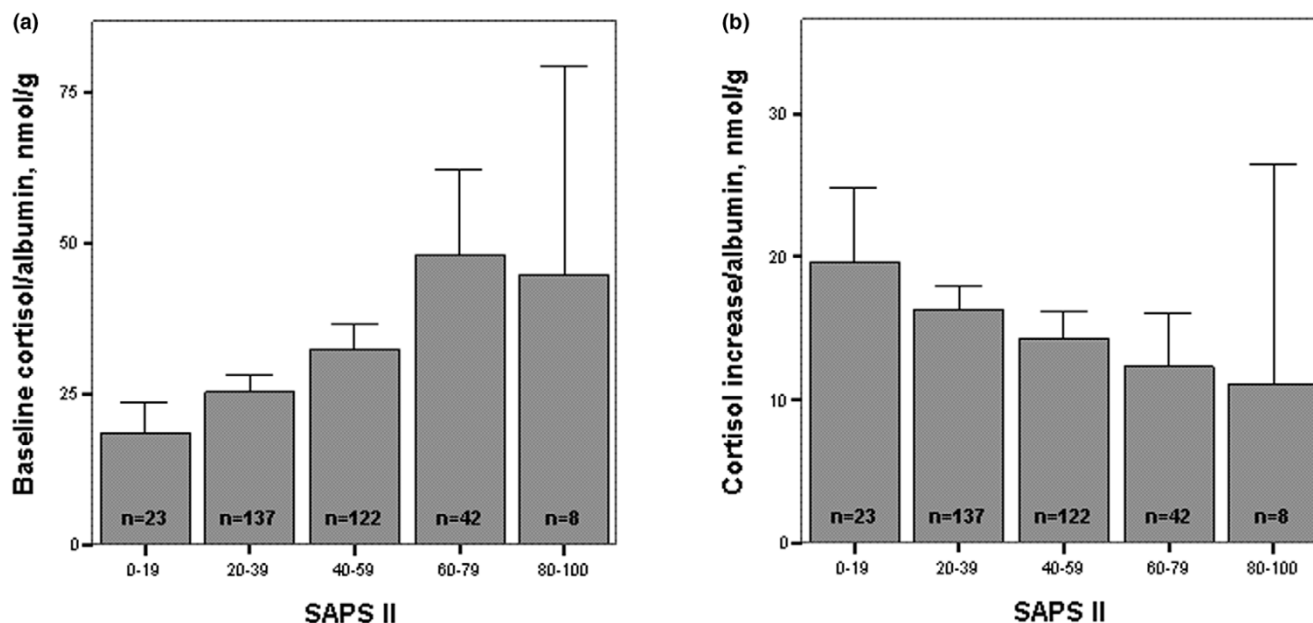 (a)
Baseline cortisol/albumin, nmol/g
75
50
25
0
n=23 n=137 n=122 n=42 n=8
0-19 20-39 40-59 60-79 80-100
SAPS II
(b)
Cortisol increase/albumin, nmol/g
30
20
10
0
n=23 n=137 n=122 n=42 n=8
0-19 20-39 40-59 60-79 80-100
SAPS II